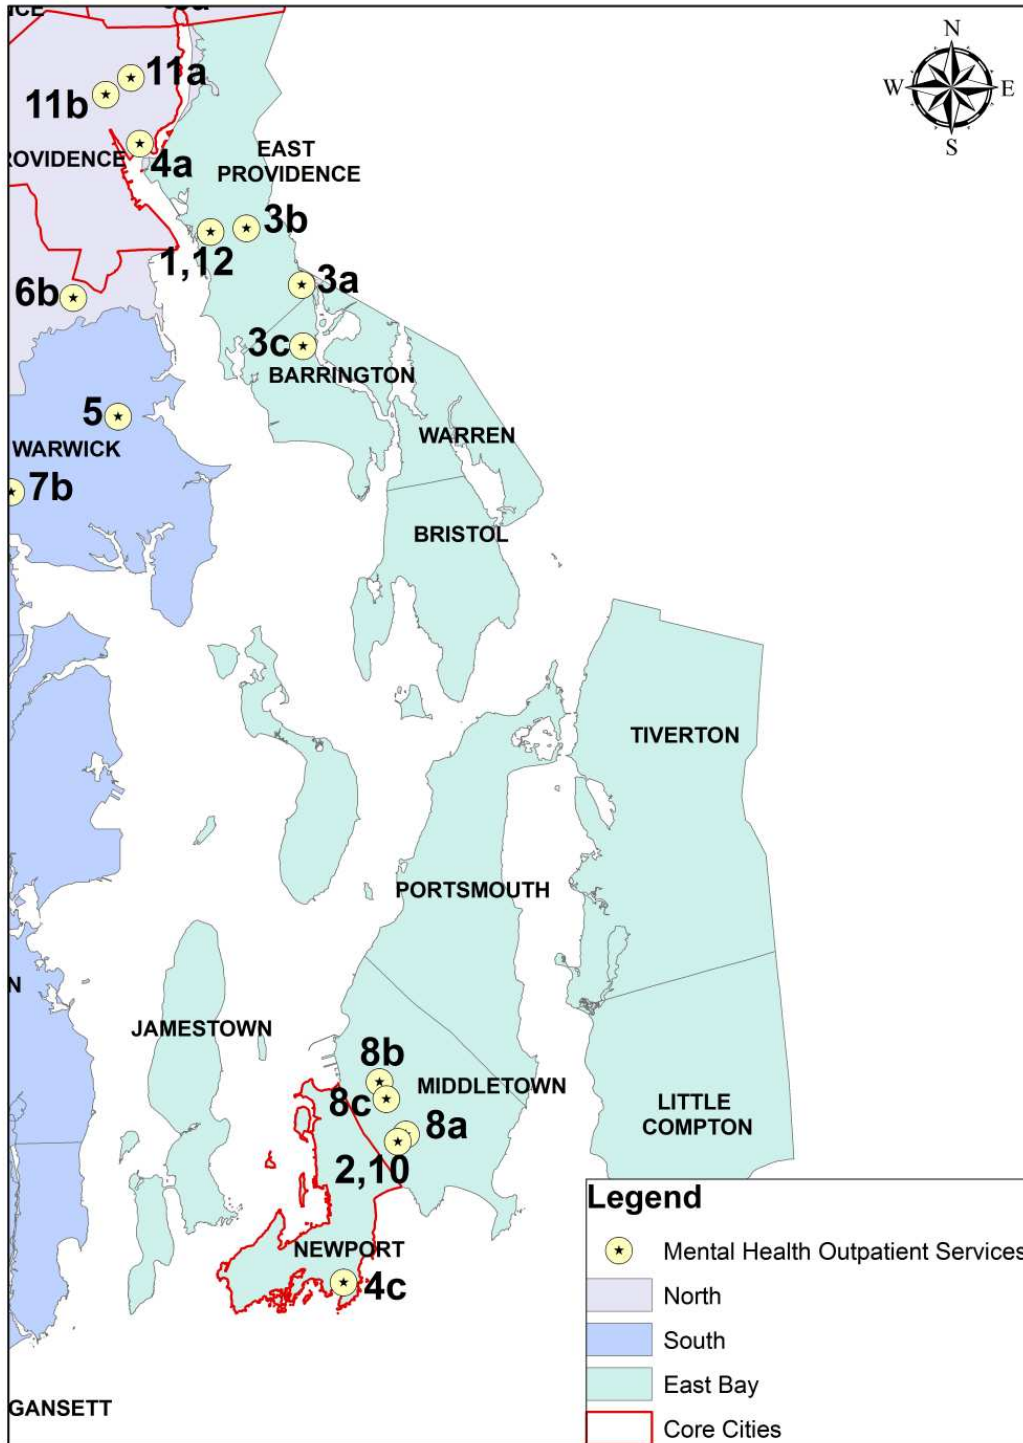 ICE
N
W
E
S
11a
11b
ROVIDENCE
4a
EAST
PROVIDENCE
3b
1,12
3a
6b
3c
BARRINGTON
5
WARWICK
WARREN
7b
BRISTOL
TIVERTON
PORTSMOUTH
N
JAMESTOWN
8b
MIDDLETOWN
8c
LITTLE
COMPTON
8a
2,10
NEWPORT
4c
Legend
Mental Health Outpatient Services
North
South
East Bay
Core Cities
GANSETT